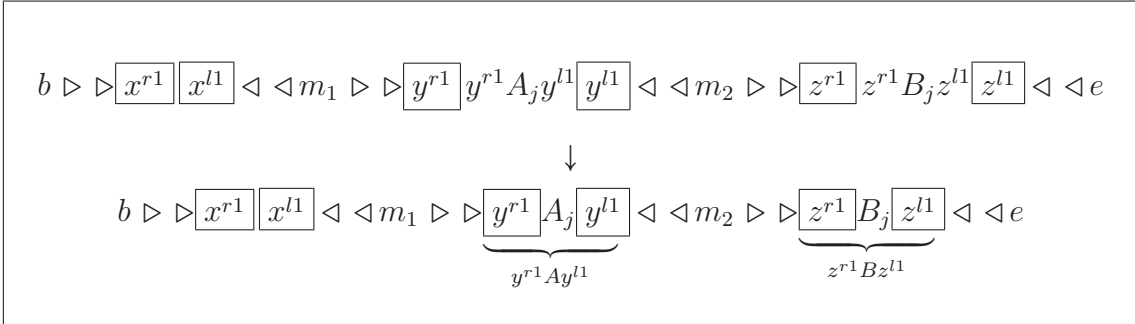 b ▷ ▷ x^{r1} x^{l1} ◁ ◁ m_1 ▷ ▷ y^{r1} y^{r1} A_j y^{l1} y^{l1} ◁ ◁ m_2 ▷ ▷ z^{r1} z^{r1} B_j z^{l1} z^{l1} ◁ ◁ e
↓
b ▷ ▷ x^{r1} x^{l1} ◁ ◁ m_1 ▷ ▷ y^{r1} A_j y^{l1} ◁ ◁ m_2 ▷ ▷ z^{r1} B_j z^{l1} ◁ ◁ e
y^{r1} A y^{l1} z^{r1} B z^{l1}